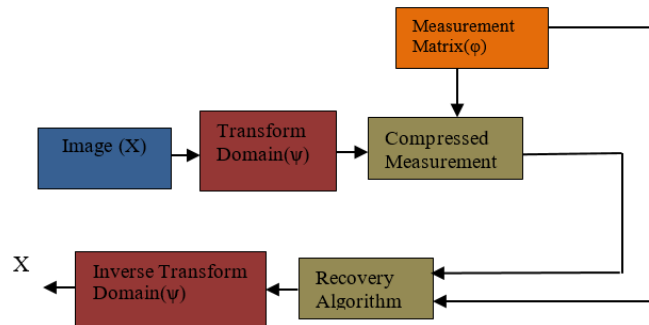 Measurement
Matrix(φ)
Image (X)
Transform
Domain(ψ)
Compressed
Measurement
X
Inverse Transform
Domain(ψ)
Recovery
Algorithm